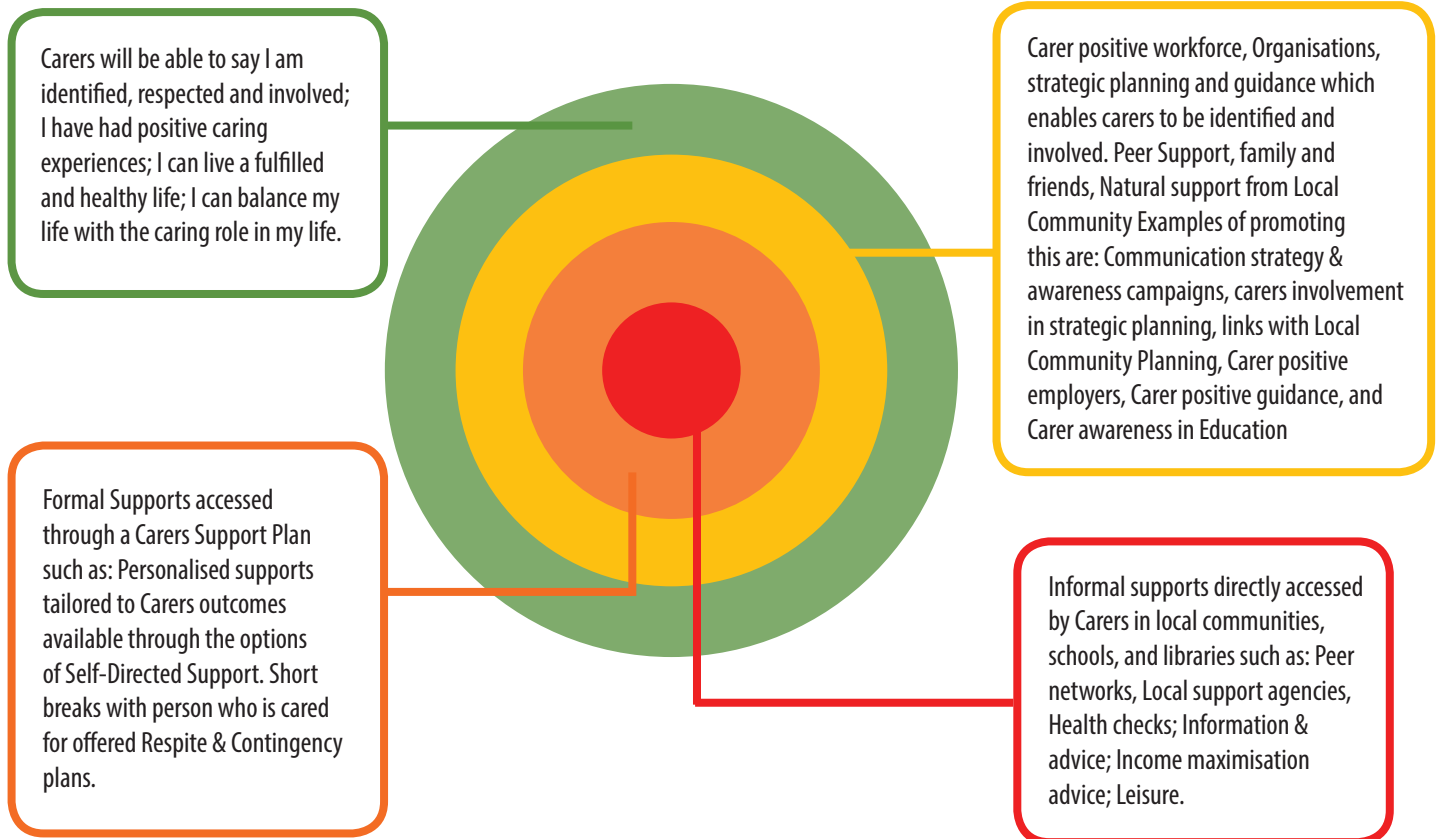 Carers will be able to say I am
identified, respected and involved;
I have had positive caring
experiences; I can live a fulfilled
and healthy life; I can balance my
life with the caring role in my life.
Carer positive workforce, Organisations,
strategic planning and guidance which
enables carers to be identified and
involved. Peer Support, family and
friends, Natural support from Local
Community Examples of promoting
this are: Communication strategy &
awareness campaigns, carers involvement
in strategic planning, links with Local
Community Planning, Carer positive
employers, Carer positive guidance, and
Carer awareness in Education
Formal Supports accessed
through a Carers Support Plan
such as: Personalised supports
tailored to Carers outcomes
available through the options
of Self-Directed Support. Short
breaks with person who is cared
for offered Respite & Contingency
plans.
Informal supports directly accessed
by Carers in local communities,
schools, and libraries such as: Peer
networks, Local support agencies,
Health checks; Information &
advice; Income maximisation
advice; Leisure.